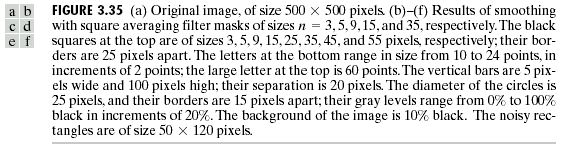 a b
c d
e f
FIGURE 3.35 (a) Original image, of size 500 × 500 pixels. (b)–(f) Results of smoothing
with square averaging filter masks of sizes n = 3, 5, 9, 15, and 35, respectively. The black
squares at the top are of sizes 3, 5, 9, 15, 25, 35, 45, and 55 pixels, respectively; their bor-
ders are 25 pixels apart. The letters at the bottom range in size from 10 to 24 points, in
increments of 2 points; the large letter at the top is 60 points. The vertical bars are 5 pix-
els wide and 100 pixels high; their separation is 20 pixels. The diameter of the circles is
25 pixels, and their borders are 15 pixels apart; their gray levels range from 0% to 100%
black in increments of 20%. The background of the image is 10% black. The noisy rec-
tangles are of size 50 × 120 pixels.